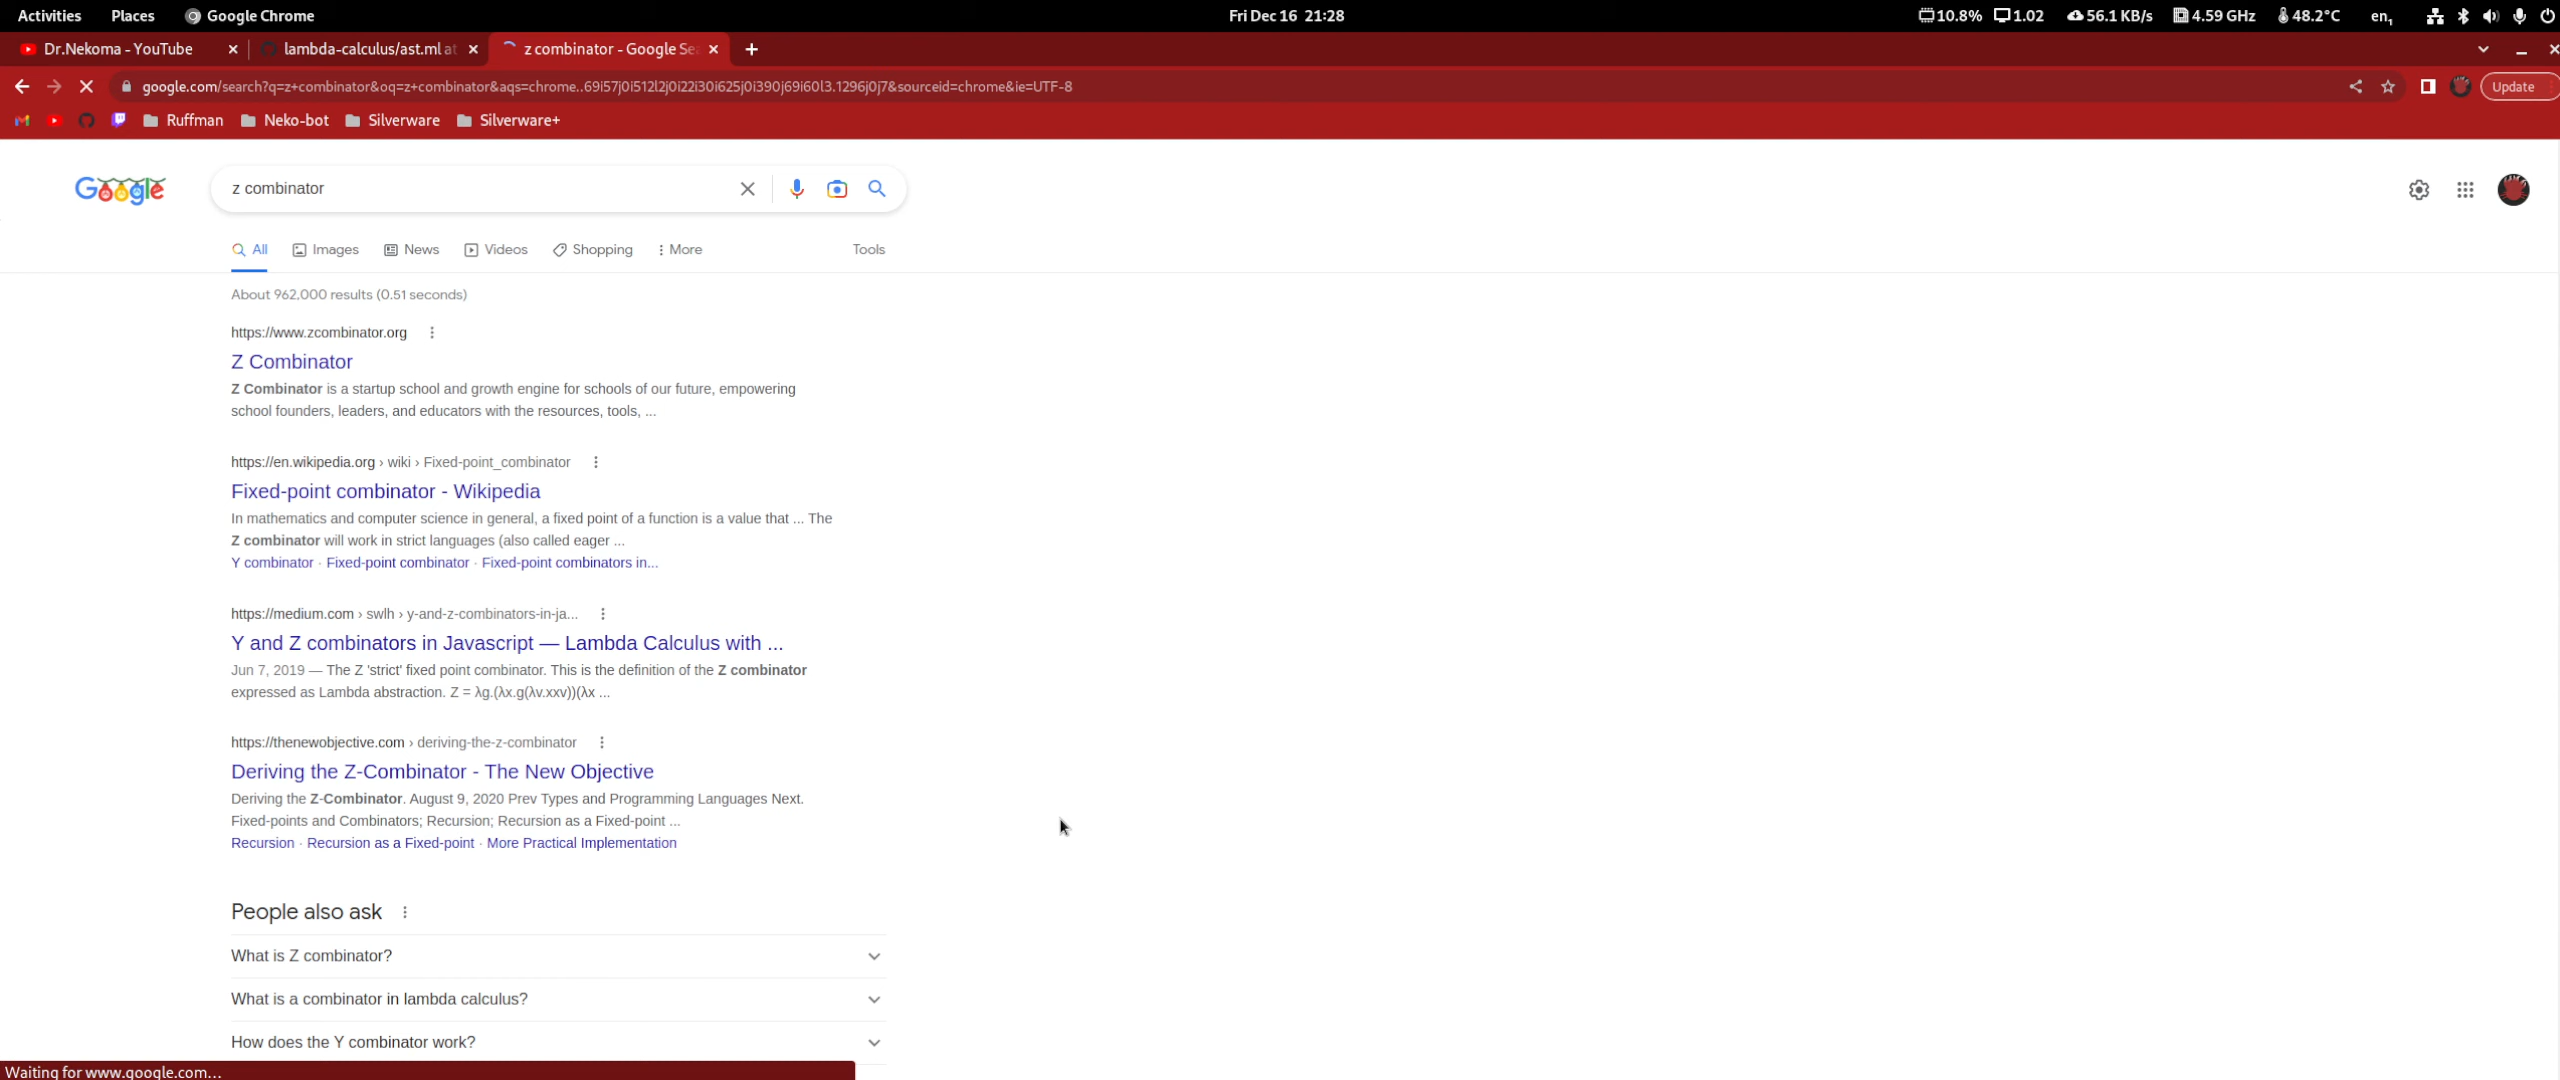 Activities Places Google Chrome Fri Dec 16 21:28 10.8% 1.02 56.1 KB/s 4.59 GHz 48.2°C en1
Dr.Nekoma - YouTube lambda-calculus/ast.ml at z combinator - Google Sea
google.com/search?q=z+combinator&oq=z+combinator&aqs=chrome..69i57j0i512l2j0i22i30i625j0i390j69i60l3.1296j0j7&sourceid=chrome&ie=UTF-8 Update
Ruffman Neko-bot Silverware Silverware+
Google z combinator
All Images News Videos Shopping More Tools
About 962,000 results (0.51 seconds)
https://www.zcombinator.org
Z Combinator
Z Combinator is a startup school and growth engine for schools of our future, empowering
school founders, leaders, and educators with the resources, tools, ...
https://en.wikipedia.org › wiki › Fixed-point_combinator
Fixed-point combinator - Wikipedia
In mathematics and computer science in general, a fixed point of a function is a value that ... The
Z combinator will work in strict languages (also called eager ...
Y combinator · Fixed-point combinator · Fixed-point combinators in...
https://medium.com › swlh › y-and-z-combinators-in-ja...
Y and Z combinators in Javascript — Lambda Calculus with ...
Jun 7, 2019 — The Z 'strict' fixed point combinator. This is the definition of the Z combinator
expressed as Lambda abstraction. Z = λg.(λx.g(λv.xxv))(λx ...
https://thenewobjective.com › deriving-the-z-combinator
Deriving the Z-Combinator - The New Objective
Deriving the Z-Combinator. August 9, 2020 Prev Types and Programming Languages Next.
Fixed-points and Combinators; Recursion; Recursion as a Fixed-point ...
Recursion · Recursion as a Fixed-point · More Practical Implementation
People also ask
What is Z combinator?
What is a combinator in lambda calculus?
How does the Y combinator work?
Waiting for www.google.com...